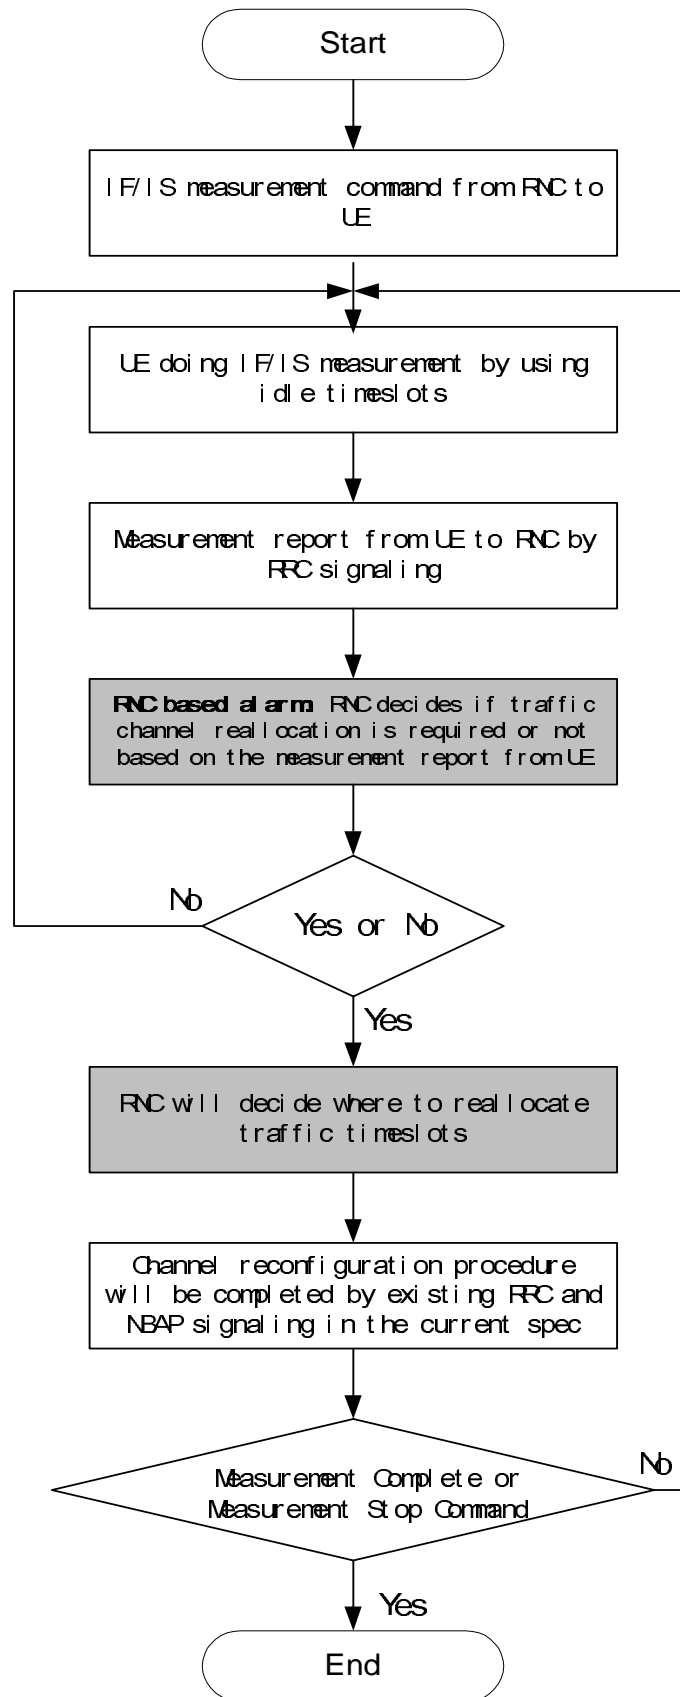 Start
IF/IS measurement command from RNC to
UE
UE doing IF/IS measurement by using
idle timeslots
Measurement report from UE to RNC by
RRC signaling
RNC based alarm: RNC decides if traffic
channel reallocation is required or not
based on the measurement report from UE
No
Yes or No
Yes
RNC will decide where to reallocate
traffic timeslots
Channel reconfiguration procedure
will be completed by existing RRC and
NBAP signaling in the current spec
No
Measurement Complete or
Measurement Stop Command
Yes
End